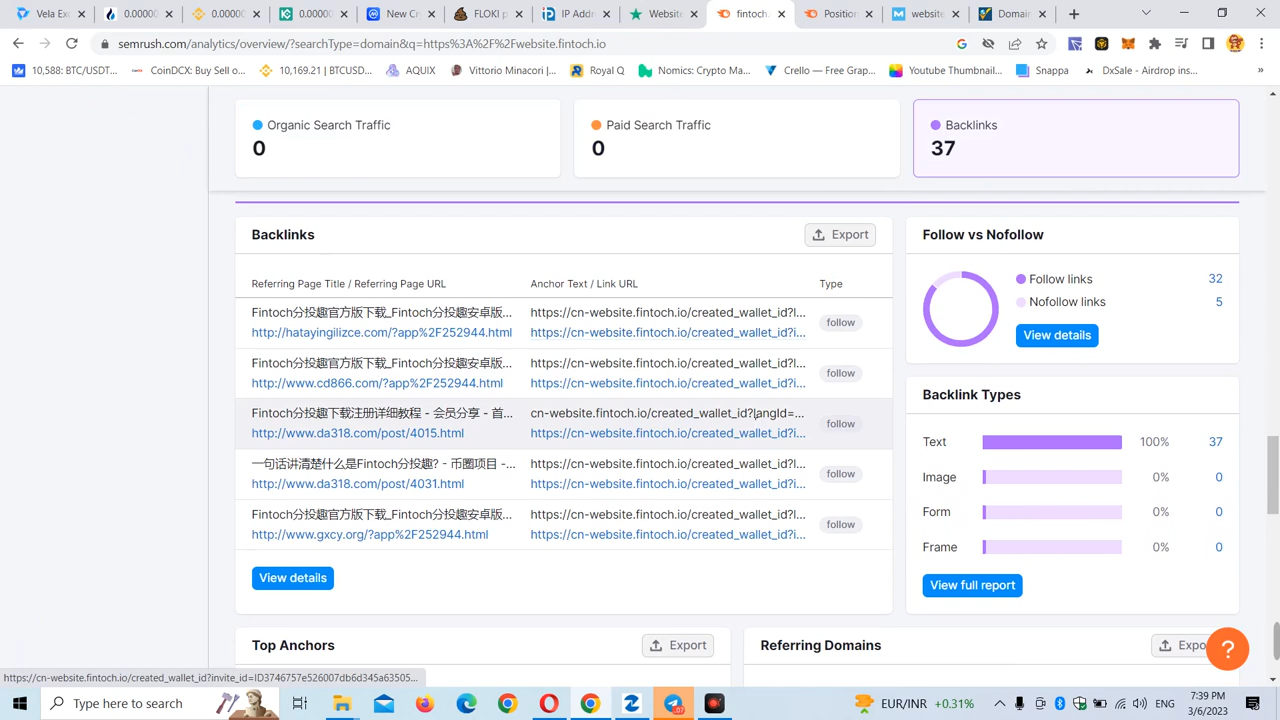 Vela Ex
0.0000
0.0000
0.0000
New Cr
FLOKI p
IP Addr
Website
fintoch.
Position
website
Domain
semrush.com/analytics/overview/?searchType=domain&q=https%3A%2F%2Fwebsite.fintoch.io
10,588: BTC/USDT...
CoinDCX: Buy Sell o...
10,169.21 | BTCUSD...
AQUIX
Vittorio Minacori |...
Royal Q
Nomics: Crypto Ma...
Crello — Free Grap...
Youtube Thumbnail...
Snappa
DxSale - Airdrop ins...
»
Organic Search Traffic
0
Paid Search Traffic
0
Backlinks
37
Backlinks
Export
Referring Page Title / Referring Page URL
Anchor Text / Link URL
Type
Fintoch分投趣官方版下载_Fintoch分投趣安卓版...
https://cn-website.fintoch.io/created_wallet_id?l...
http://hatayingilizce.com/?app%2F252944.html
https://cn-website.fintoch.io/created_wallet_id?i...
follow
Fintoch分投趣官方版下载_Fintoch分投趣安卓版...
https://cn-website.fintoch.io/created_wallet_id?l...
http://www.cd866.com/?app%2F252944.html
https://cn-website.fintoch.io/created_wallet_id?i...
follow
Fintoch分投趣下载注册详细教程 - 会员分享 - 首...
cn-website.fintoch.io/created_wallet_id?langId=...
http://www.da318.com/post/4015.html
https://cn-website.fintoch.io/created_wallet_id?i...
follow
一句话讲清楚什么是Fintoch分投趣? - 币圈项目 -...
https://cn-website.fintoch.io/created_wallet_id?l...
http://www.da318.com/post/4031.html
https://cn-website.fintoch.io/created_wallet_id?i...
follow
Fintoch分投趣官方版下载_Fintoch分投趣安卓版...
https://cn-website.fintoch.io/created_wallet_id?l...
http://www.gxcy.org/?app%2F252944.html
https://cn-website.fintoch.io/created_wallet_id?i...
follow
View details
Follow vs Nofollow
Follow links 32
Nofollow links 5
View details
Backlink Types
Text 100% 37
Image 0% 0
Form 0% 0
Frame 0% 0
View full report
Top Anchors
Export
Referring Domains
Expo
?
https://cn-website.fintoch.io/created_wallet_id?invite_id=ID3746757e526007db6d345a63505...
Type here to search
EUR/INR +0.31%
ENG
7:39 PM
3/6/2023